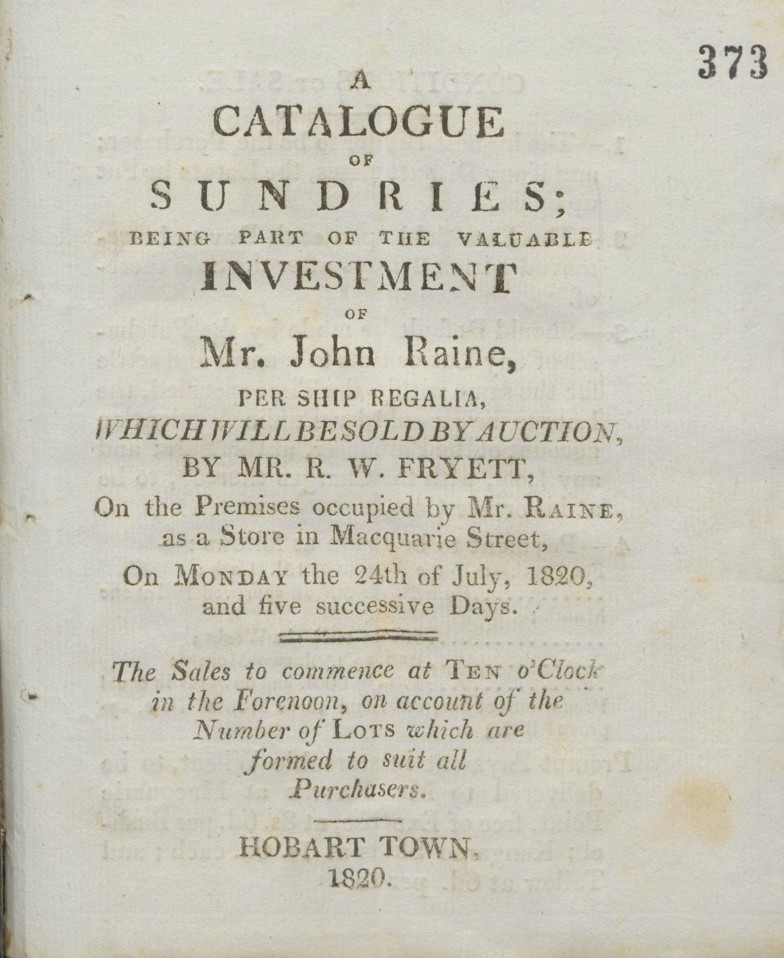 373
A
CATALOGUE
OF
SUNDRIES;
BEING PART OF THE VALUABLE
INVESTMENT
OF
Mr. John Raine,
PER SHIP REGALIA,
WHICH WILL BE SOLD BY AUCTION,
BY MR. R. W. FRYETT,
On the Premises occupied by Mr. RAINE,
as a Store in Macquarie Street,
On MONDAY the 24th of July, 1820,
and five successive Days.
The Sales to commence at TEN o'Clock
in the Forenoon, on account of the
Number of LOTS which are
formed to suit all
Purchasers.
HOBART TOWN,
1820.